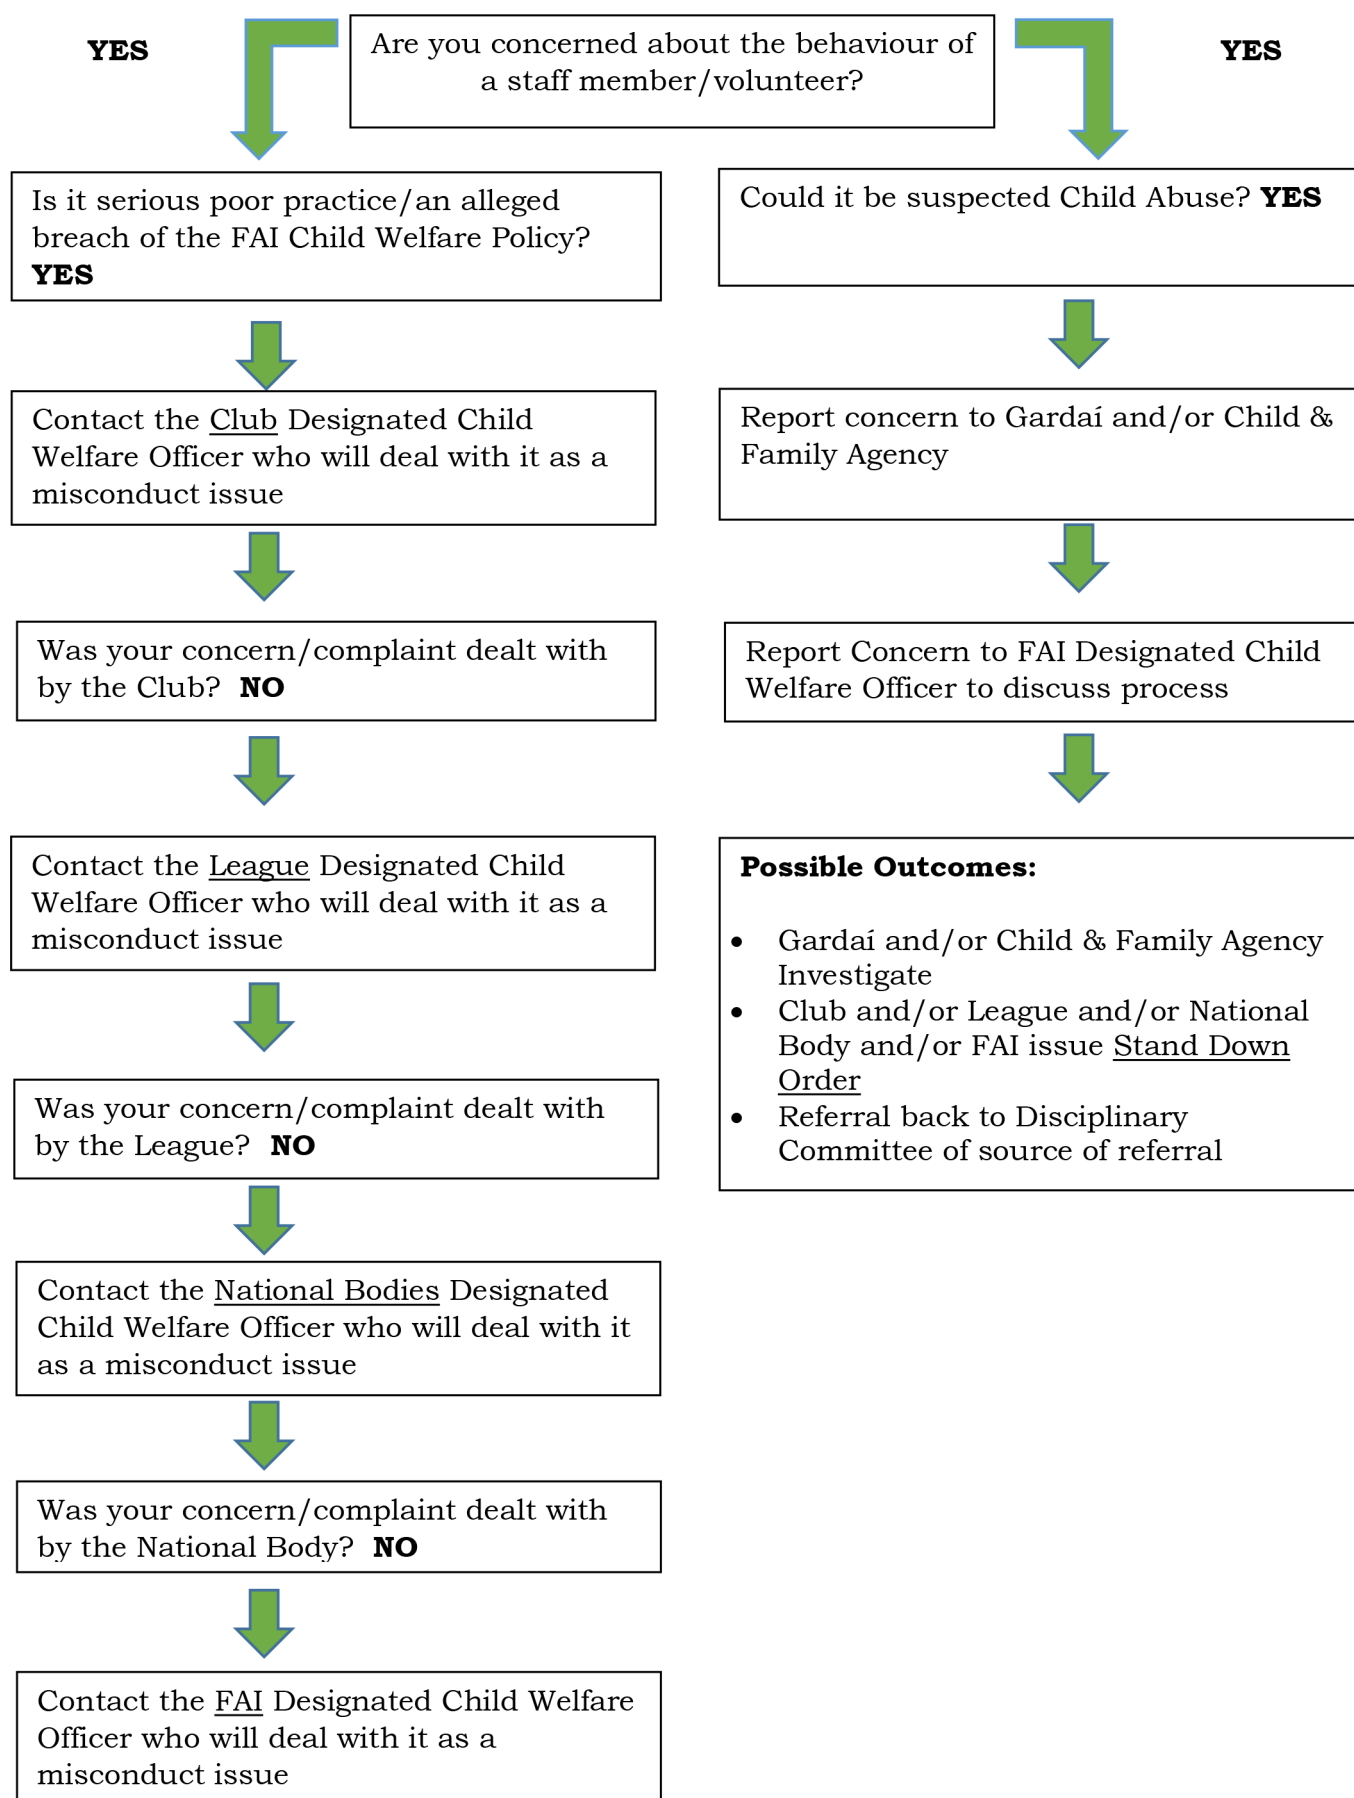 YES
Are you concerned about the behaviour of
a staff member/volunteer?
YES
Is it serious poor practice/an alleged
breach of the FAI Child Welfare Policy?
YES
Contact the Club Designated Child
Welfare Officer who will deal with it as a
misconduct issue
Was your concern/complaint dealt with
by the Club? NO
Contact the League Designated Child
Welfare Officer who will deal with it as a
misconduct issue
Was your concern/complaint dealt with
by the League? NO
Contact the National Bodies Designated
Child Welfare Officer who will deal with it
as a misconduct issue
Was your concern/complaint dealt with
by the National Body? NO
Contact the FAI Designated Child Welfare
Officer who will deal with it as a
misconduct issue
Could it be suspected Child Abuse? YES
Report concern to Gardaí and/or Child &
Family Agency
Report Concern to FAI Designated Child
Welfare Officer to discuss process
Possible Outcomes:
• Gardaí and/or Child & Family Agency
Investigate
• Club and/or League and/or National
Body and/or FAI issue Stand Down
Order
• Referral back to Disciplinary
Committee of source of referral